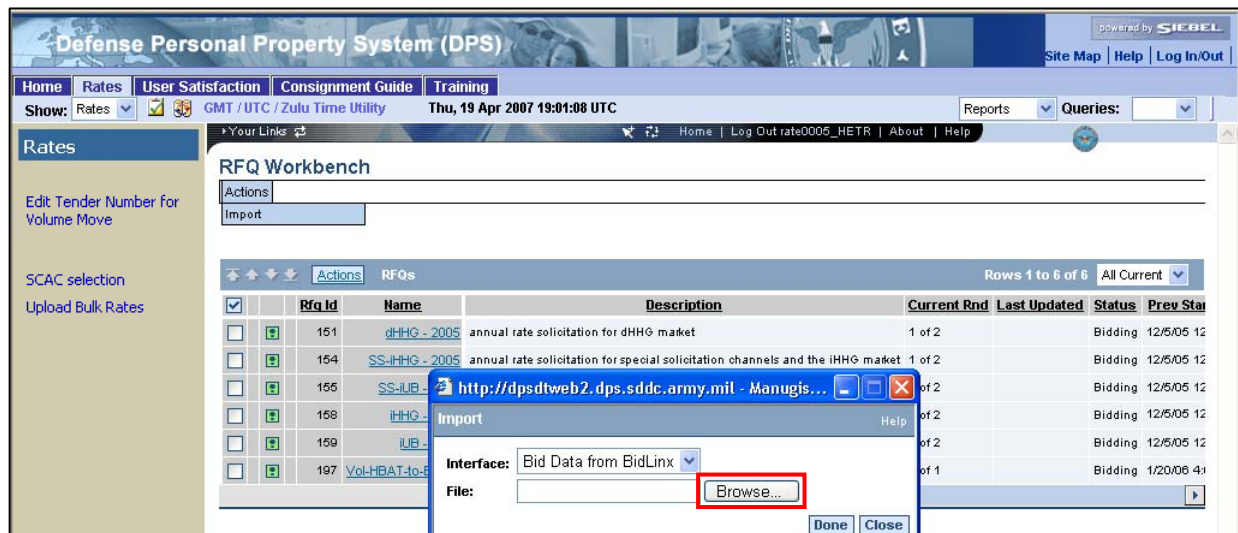 powered by SIEBEL
Defense Personal Property System (DPS)
Site Map | Help | Log In/Out |
Home Rates User Satisfaction Consignment Guide Training
Show: Rates GMT / UTC / Zulu Time Utility Thu, 19 Apr 2007 19:01:08 UTC Reports Queries:
Your Links Home | Log Out rate0005_HETR | About | Help
Rates
RFQ Workbench
Actions
Import
Edit Tender Number for
Volume Move
SCAC selection
Upload Bulk Rates
Actions RFQs Rows 1 to 6 of 6 All Current
Rfq Id Name Description Current Rnd Last Updated Status Prev Star
151 dHHG - 2005 annual rate solicitation for dHHG market 1 of 2 Bidding 12/5/05 12
154 SS-iHHG - 2005 annual rate solicitation for special solicitation channels and the iHHG market 1 of 2 Bidding 12/5/05 12
155 SS-iUB - of 2 Bidding 12/5/05 12
158 iHHG - of 2 Bidding 12/5/05 12
159 iUB - of 2 Bidding 12/5/05 12
197 Vol-HBAT-to- of 1 Bidding 1/20/06 4:
http://dpsdtweb2.dps.sddc.army.mil - Manugis...
Import Help
Interface: Bid Data from BidLinx
File: Browse...
Done Close